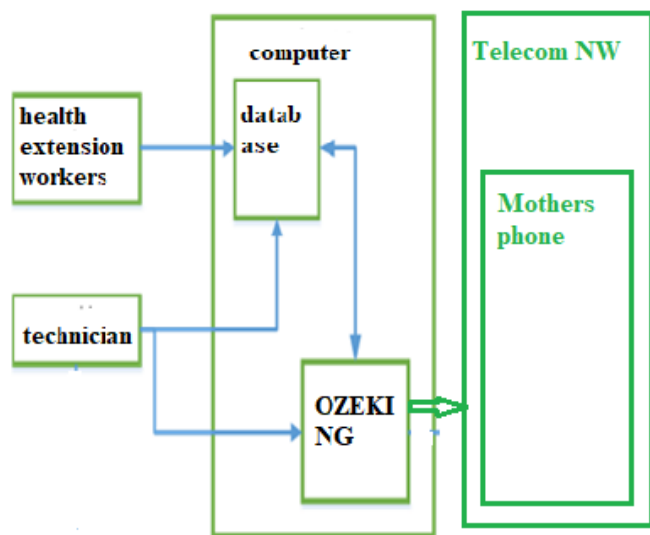 computer
Telecom NW
health
extension
workers
datab
ase
Mothers
phone
technician
OZEKI
NG